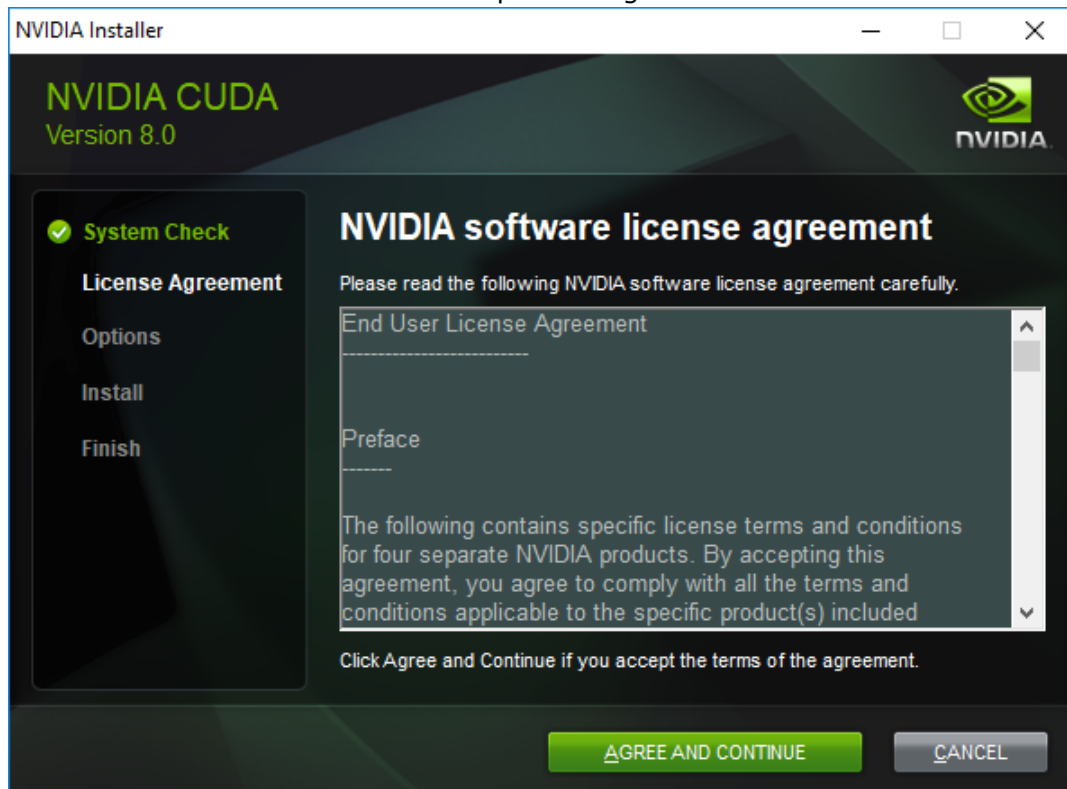 NVIDIA Installer
NVIDIA CUDA
Version 8.0
NVIDIA.
System Check
License Agreement
Options
Install
Finish
NVIDIA software license agreement
Please read the following NVIDIA software license agreement carefully.
End User License Agreement
--------------------------
Preface
-------
The following contains specific license terms and conditions
for four separate NVIDIA products. By accepting this
agreement, you agree to comply with all the terms and
conditions applicable to the specific product(s) included
Click Agree and Continue if you accept the terms of the agreement.
AGREE AND CONTINUE
CANCEL